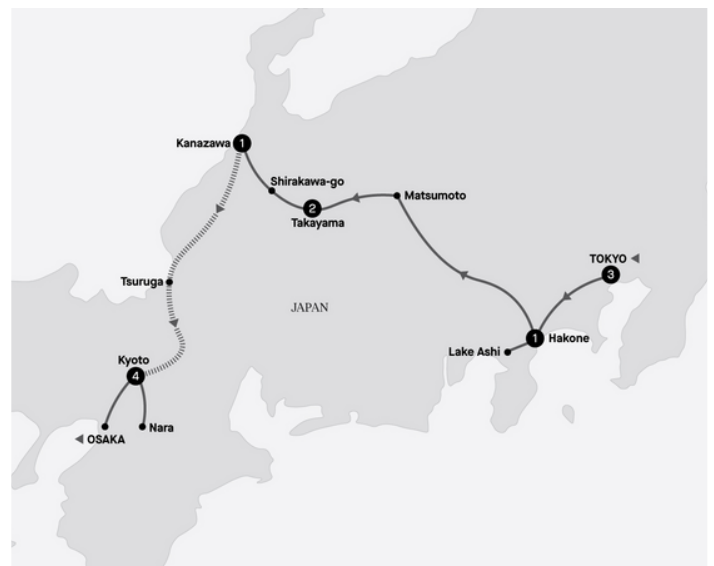 Kanazawa
1
Shirakawa-go
2
Takayama
Matsumoto
TOKYO
3
Tsuruga
JAPAN
1
Hakone
Lake Ashi
Kyoto
4
OSAKA
Nara